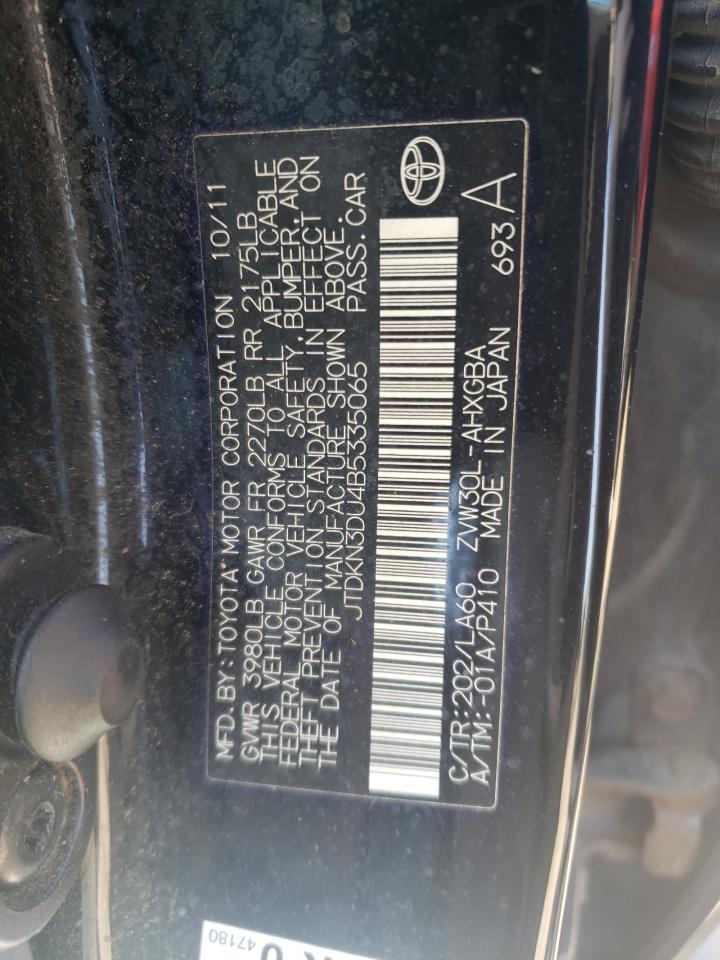 MFD. BY: TOYOTA MOTOR CORPORATION 10/11
GVWR 3980LB GAWR FR 2270LB RR 2175LB
THIS VEHICLE CONFORMS TO ALL APPLICABLE
FEDERAL MOTOR VEHICLE SAFETY, BUMPER, AND
THEFT PREVENTION STANDARDS IN EFFECT ON
THE DATE OF MANUFACTURE SHOWN ABOVE.
JTDKN3DU4B5335065 PASS. CAR
C/TR: 202/LA60 ZVW30L-AHXGBA 693
A/TM: -01A/P410 MADE IN JAPAN A
47180